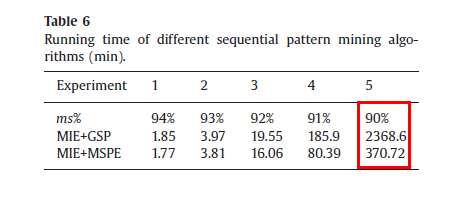 Table 6
Running time of different sequential pattern mining algo-
rithms (min).
Experiment 1 2 3 4 5
ms% 94% 93% 92% 91% 90%
MIE+GSP 1.85 3.97 19.55 185.9 2368.6
MIE+MSPE 1.77 3.81 16.06 80.39 370.72